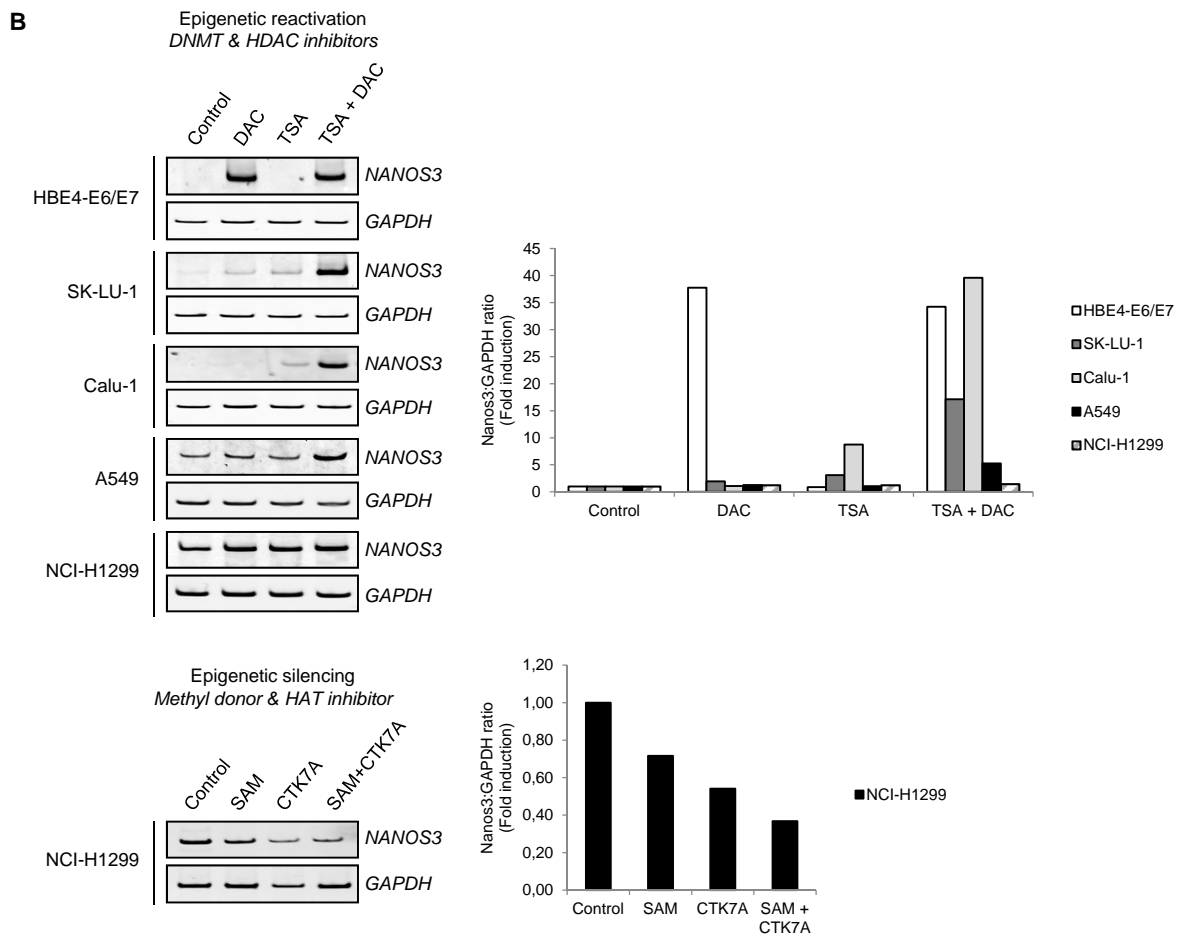 B
Epigenetic reactivation
DNMT & HDAC inhibitors
Control
DAC
TSA
TSA + DAC
HBE4-E6/E7
NANOS3
GAPDH
SK-LU-1
NANOS3
GAPDH
Calu-1
NANOS3
GAPDH
A549
NANOS3
GAPDH
NCI-H1299
NANOS3
GAPDH
Nanos3:GAPDH ratio
(Fold induction)
45
40
35
30
25
20
15
10
5
0
Control
DAC
TSA
TSA + DAC
HBE4-E6/E7
SK-LU-1
Calu-1
A549
NCI-H1299
Epigenetic silencing
Methyl donor & HAT inhibitor
Control
SAM
CTK7A
SAM+CTK7A
NCI-H1299
NANOS3
GAPDH
Nanos3:GAPDH ratio
(Fold induction)
1,20
1,00
0,80
0,60
0,40
0,20
0,00
Control
SAM
CTK7A
SAM +
CTK7A
NCI-H1299